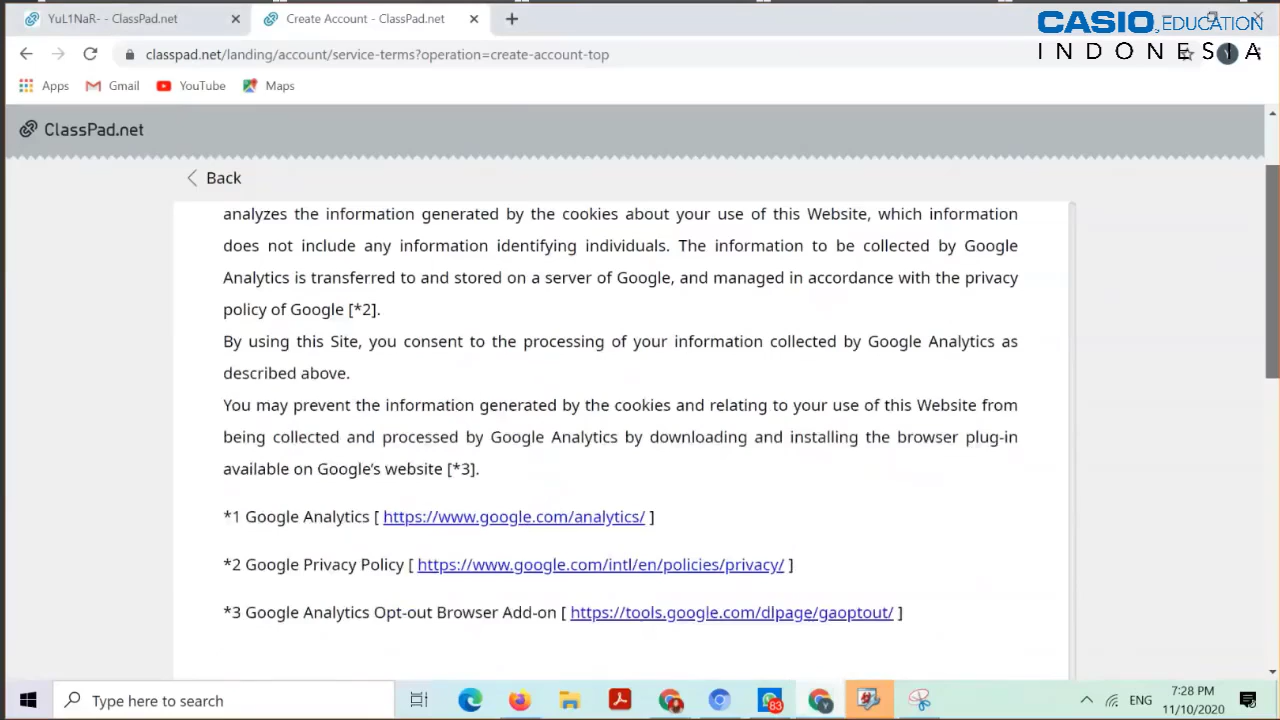 YuL1NaR- - ClassPad.net
Create Account - ClassPad.net
CASIO EDUCATION
INDONESIA
classpad.net/landing/account/service-terms?operation=create-account-top
Apps Gmail YouTube Maps
ClassPad.net
Back
analyzes the information generated by the cookies about your use of this Website, which information
does not include any information identifying individuals. The information to be collected by Google
Analytics is transferred to and stored on a server of Google, and managed in accordance with the privacy
policy of Google [*2].
By using this Site, you consent to the processing of your information collected by Google Analytics as
described above.
You may prevent the information generated by the cookies and relating to your use of this Website from
being collected and processed by Google Analytics by downloading and installing the browser plug-in
available on Google's website [*3].
*1 Google Analytics [ https://www.google.com/analytics/ ]
*2 Google Privacy Policy [ https://www.google.com/intl/en/policies/privacy/ ]
*3 Google Analytics Opt-out Browser Add-on [ https://tools.google.com/dlpage/gaoptout/ ]
Type here to search
83
ENG
7:28 PM
11/10/2020